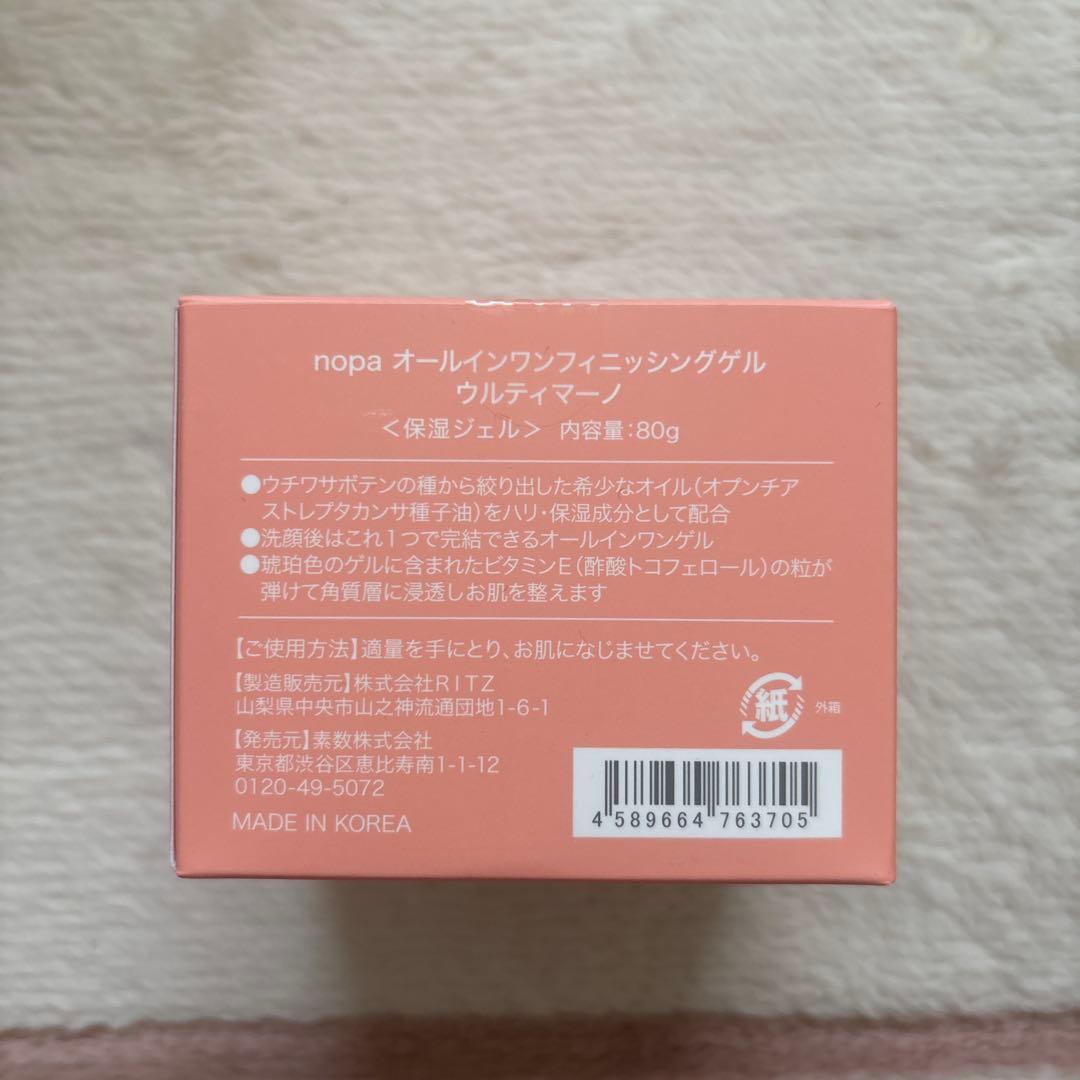 nopa オールインワンフィニッシングゲル
ウルティマーノ
＜保湿ジェル＞ 内容量：80g
●ウチワサボテンの種から絞り出した希少なオイル（オプンチア
ストレプタカンサ種子油）をハリ・保湿成分として配合
●洗顔後はこれ1つで完結できるオールインワンゲル
●琥珀色のゲルに含まれたビタミンE（酢酸トコフェロール）の粒が
弾けて角質層に浸透しお肌を整えます
【ご使用方法】適量を手にとり、お肌になじませてください。
【製造販売元】株式会社RITZ
山梨県中央市山之神流通団地1-6-1
紙 外箱
【発売元】素数株式会社
東京都渋谷区恵比寿南1-1-12
0120-49-5072
MADE IN KOREA
4 589664 763705